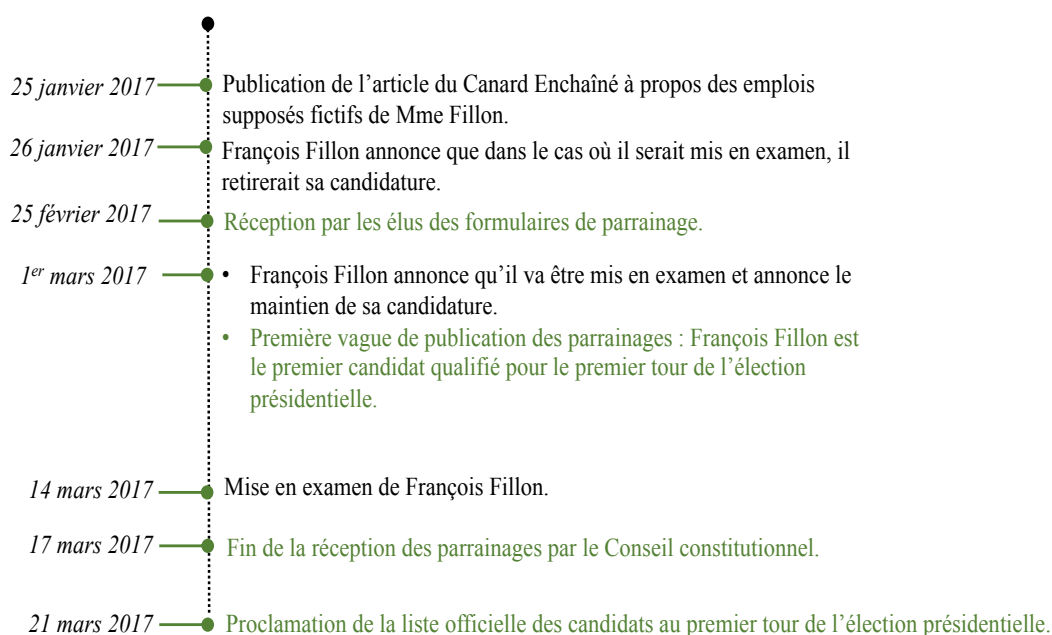 25 janvier 2017 Publication de l’article du Canard Enchaîné à propos des emplois
supposés fictifs de Mme Fillon.
26 janvier 2017 François Fillon annonce que dans le cas où il serait mis en examen, il
retirerait sa candidature.
25 février 2017 Réception par les élus des formulaires de parrainage.
1er mars 2017 • François Fillon annonce qu’il va être mis en examen et annonce le
maintien de sa candidature.
• Première vague de publication des parrainages : François Fillon est
le premier candidat qualifié pour le premier tour de l’élection
présidentielle.
14 mars 2017 Mise en examen de François Fillon.
17 mars 2017 Fin de la réception des parrainages par le Conseil constitutionnel.
21 mars 2017 Proclamation de la liste officielle des candidats au premier tour de l’élection présidentielle.